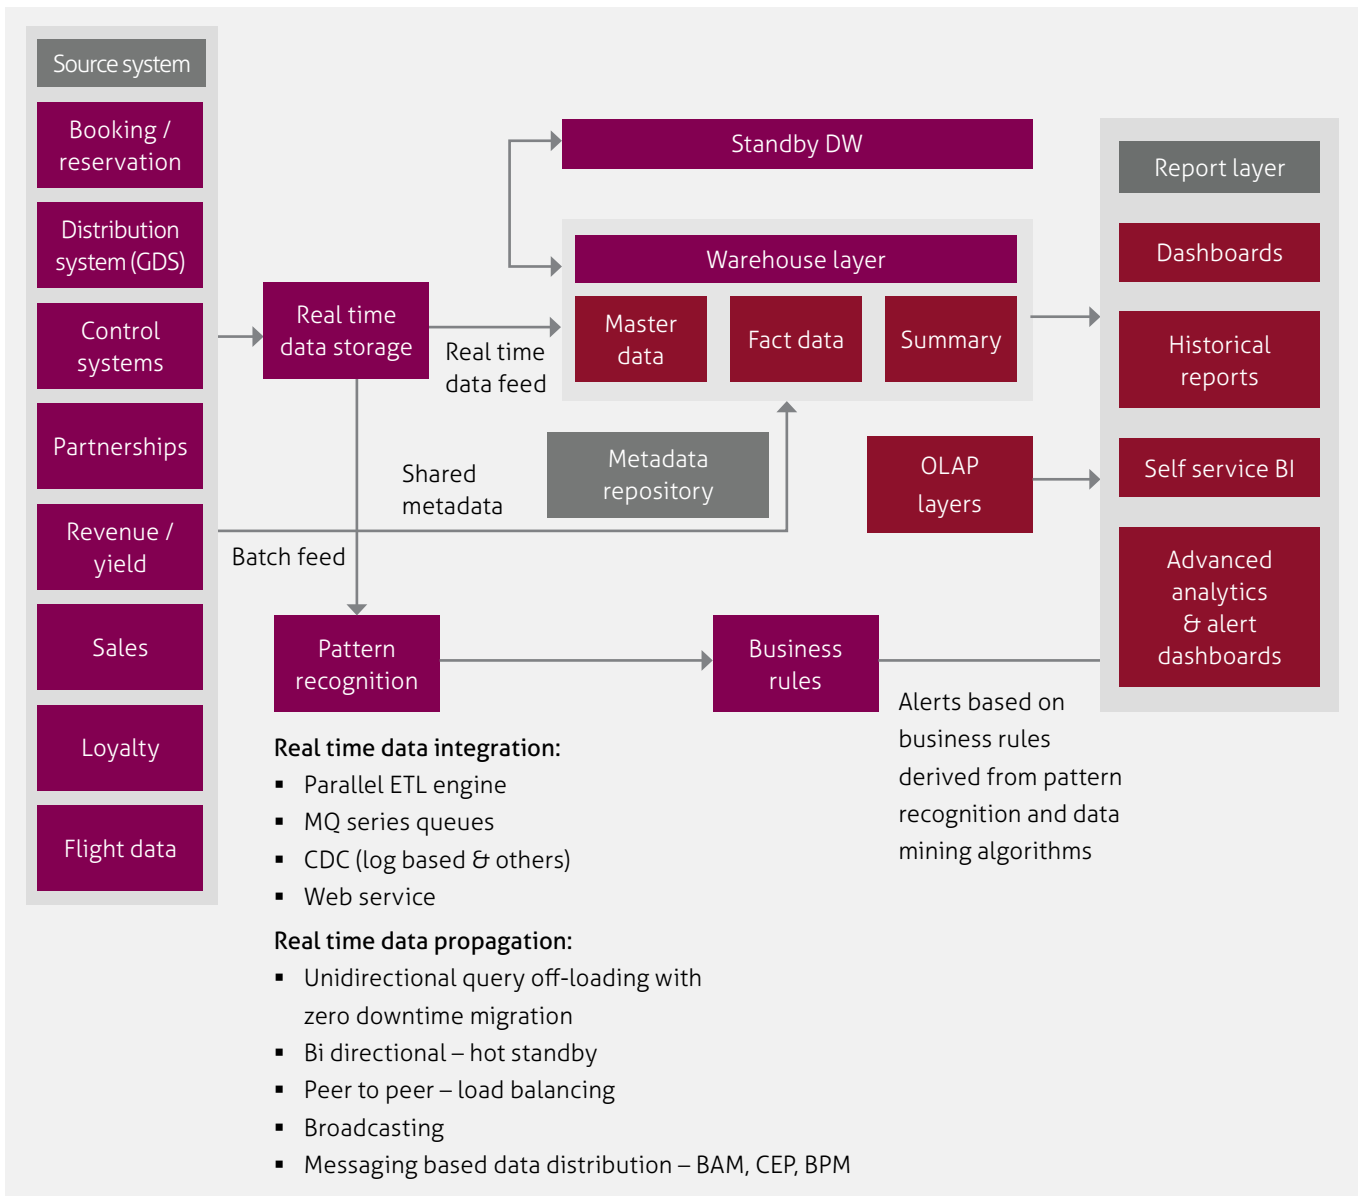 Source system
Booking /
reservation
Distribution
system (GDS)
Control
systems
Partnerships
Revenue /
yield
Sales
Loyalty
Flight data
Real time
data storage
Real time
data feed
Shared
metadata
Batch feed
Standby DW
Warehouse layer
Master
data
Fact data
Summary
Metadata
repository
OLAP
layers
Report layer
Dashboards
Historical
reports
Self service BI
Advanced
analytics
& alert
dashboards
Pattern
recognition
Business
rules
Alerts based on
business rules
derived from pattern
recognition and data
mining algorithms
Real time data integration:
▪ Parallel ETL engine
▪ MQ series queues
▪ CDC (log based & others)
▪ Web service
Real time data propagation:
▪ Unidirectional query off-loading with
zero downtime migration
▪ Bi directional – hot standby
▪ Peer to peer – load balancing
▪ Broadcasting
▪ Messaging based data distribution – BAM, CEP, BPM